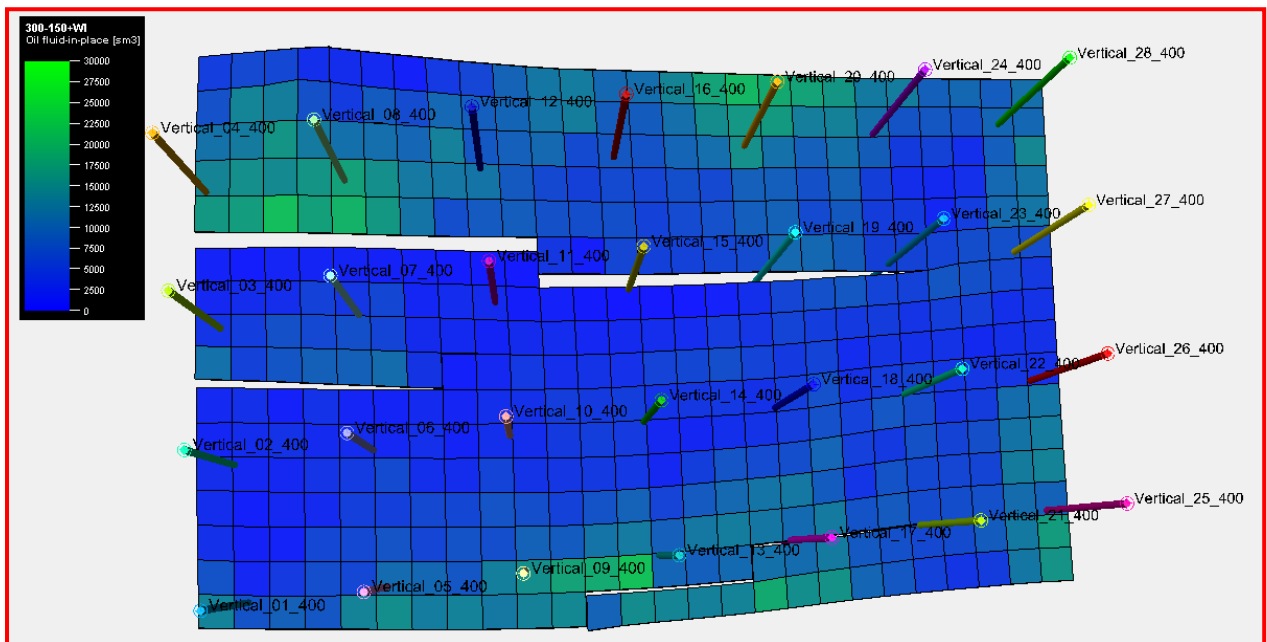 300-150+WI
Oil fluid-in-place [sm3]
30000
27500
25000
22500
20000
17500
15000
12500
10000
7500
5000
2500
0
Vertical_28_400
Vertical_24_400
Vertical_20_400
Vertical_16_400
Vertical_12_400
Vertical_08_400
Vertical_04_400
Vertical_27_400
Vertical_23_400
Vertical_19_400
Vertical_15_400
Vertical_11_400
Vertical_07_400
Vertical_03_400
Vertical_26_400
Vertical_22_400
Vertical_18_400
Vertical_14_400
Vertical_10_400
Vertical_06_400
Vertical_02_400
Vertical_25_400
Vertical_21_400
Vertical_17_400
Vertical_13_400
Vertical_09_400
Vertical_05_400
Vertical_01_400